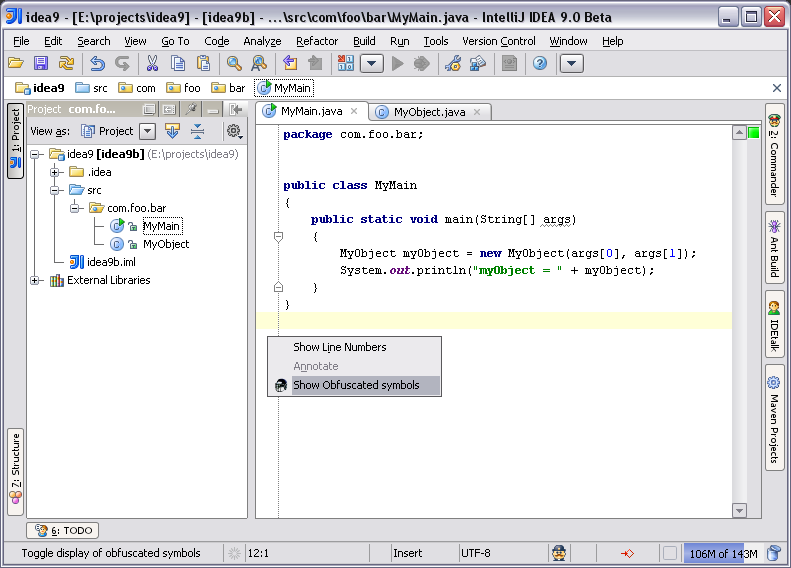 idea9 - [E:\projects\idea9] - [idea9b] - ...\src\com\foo\bar\MyMain.java - IntelliJ IDEA 9.0 Beta
File Edit Search View Go To Code Analyze Refactor Build Run Tools Version Control Window Help
idea9 src com foo bar MyMain
1: Project
Project com.fo...
View as: Project
idea9 [idea9b] (E:\projects\idea9)
.idea
src
com.foo.bar
MyMain
MyObject
idea9b.iml
External Libraries
7: Structure
MyMain.java MyObject.java
package com.foo.bar;
public class MyMain
{
public static void main(String[] args)
{
MyObject myObject = new MyObject(args[0], args[1]);
System.out.println("myObject = " + myObject);
}
}
Show Line Numbers
Annotate
Show Obfuscated symbols
2: Commander
Ant Build
IDEtalk
Maven Projects
6: TODO
Toggle display of obfuscated symbols 12:1 Insert UTF-8 106M of 143M